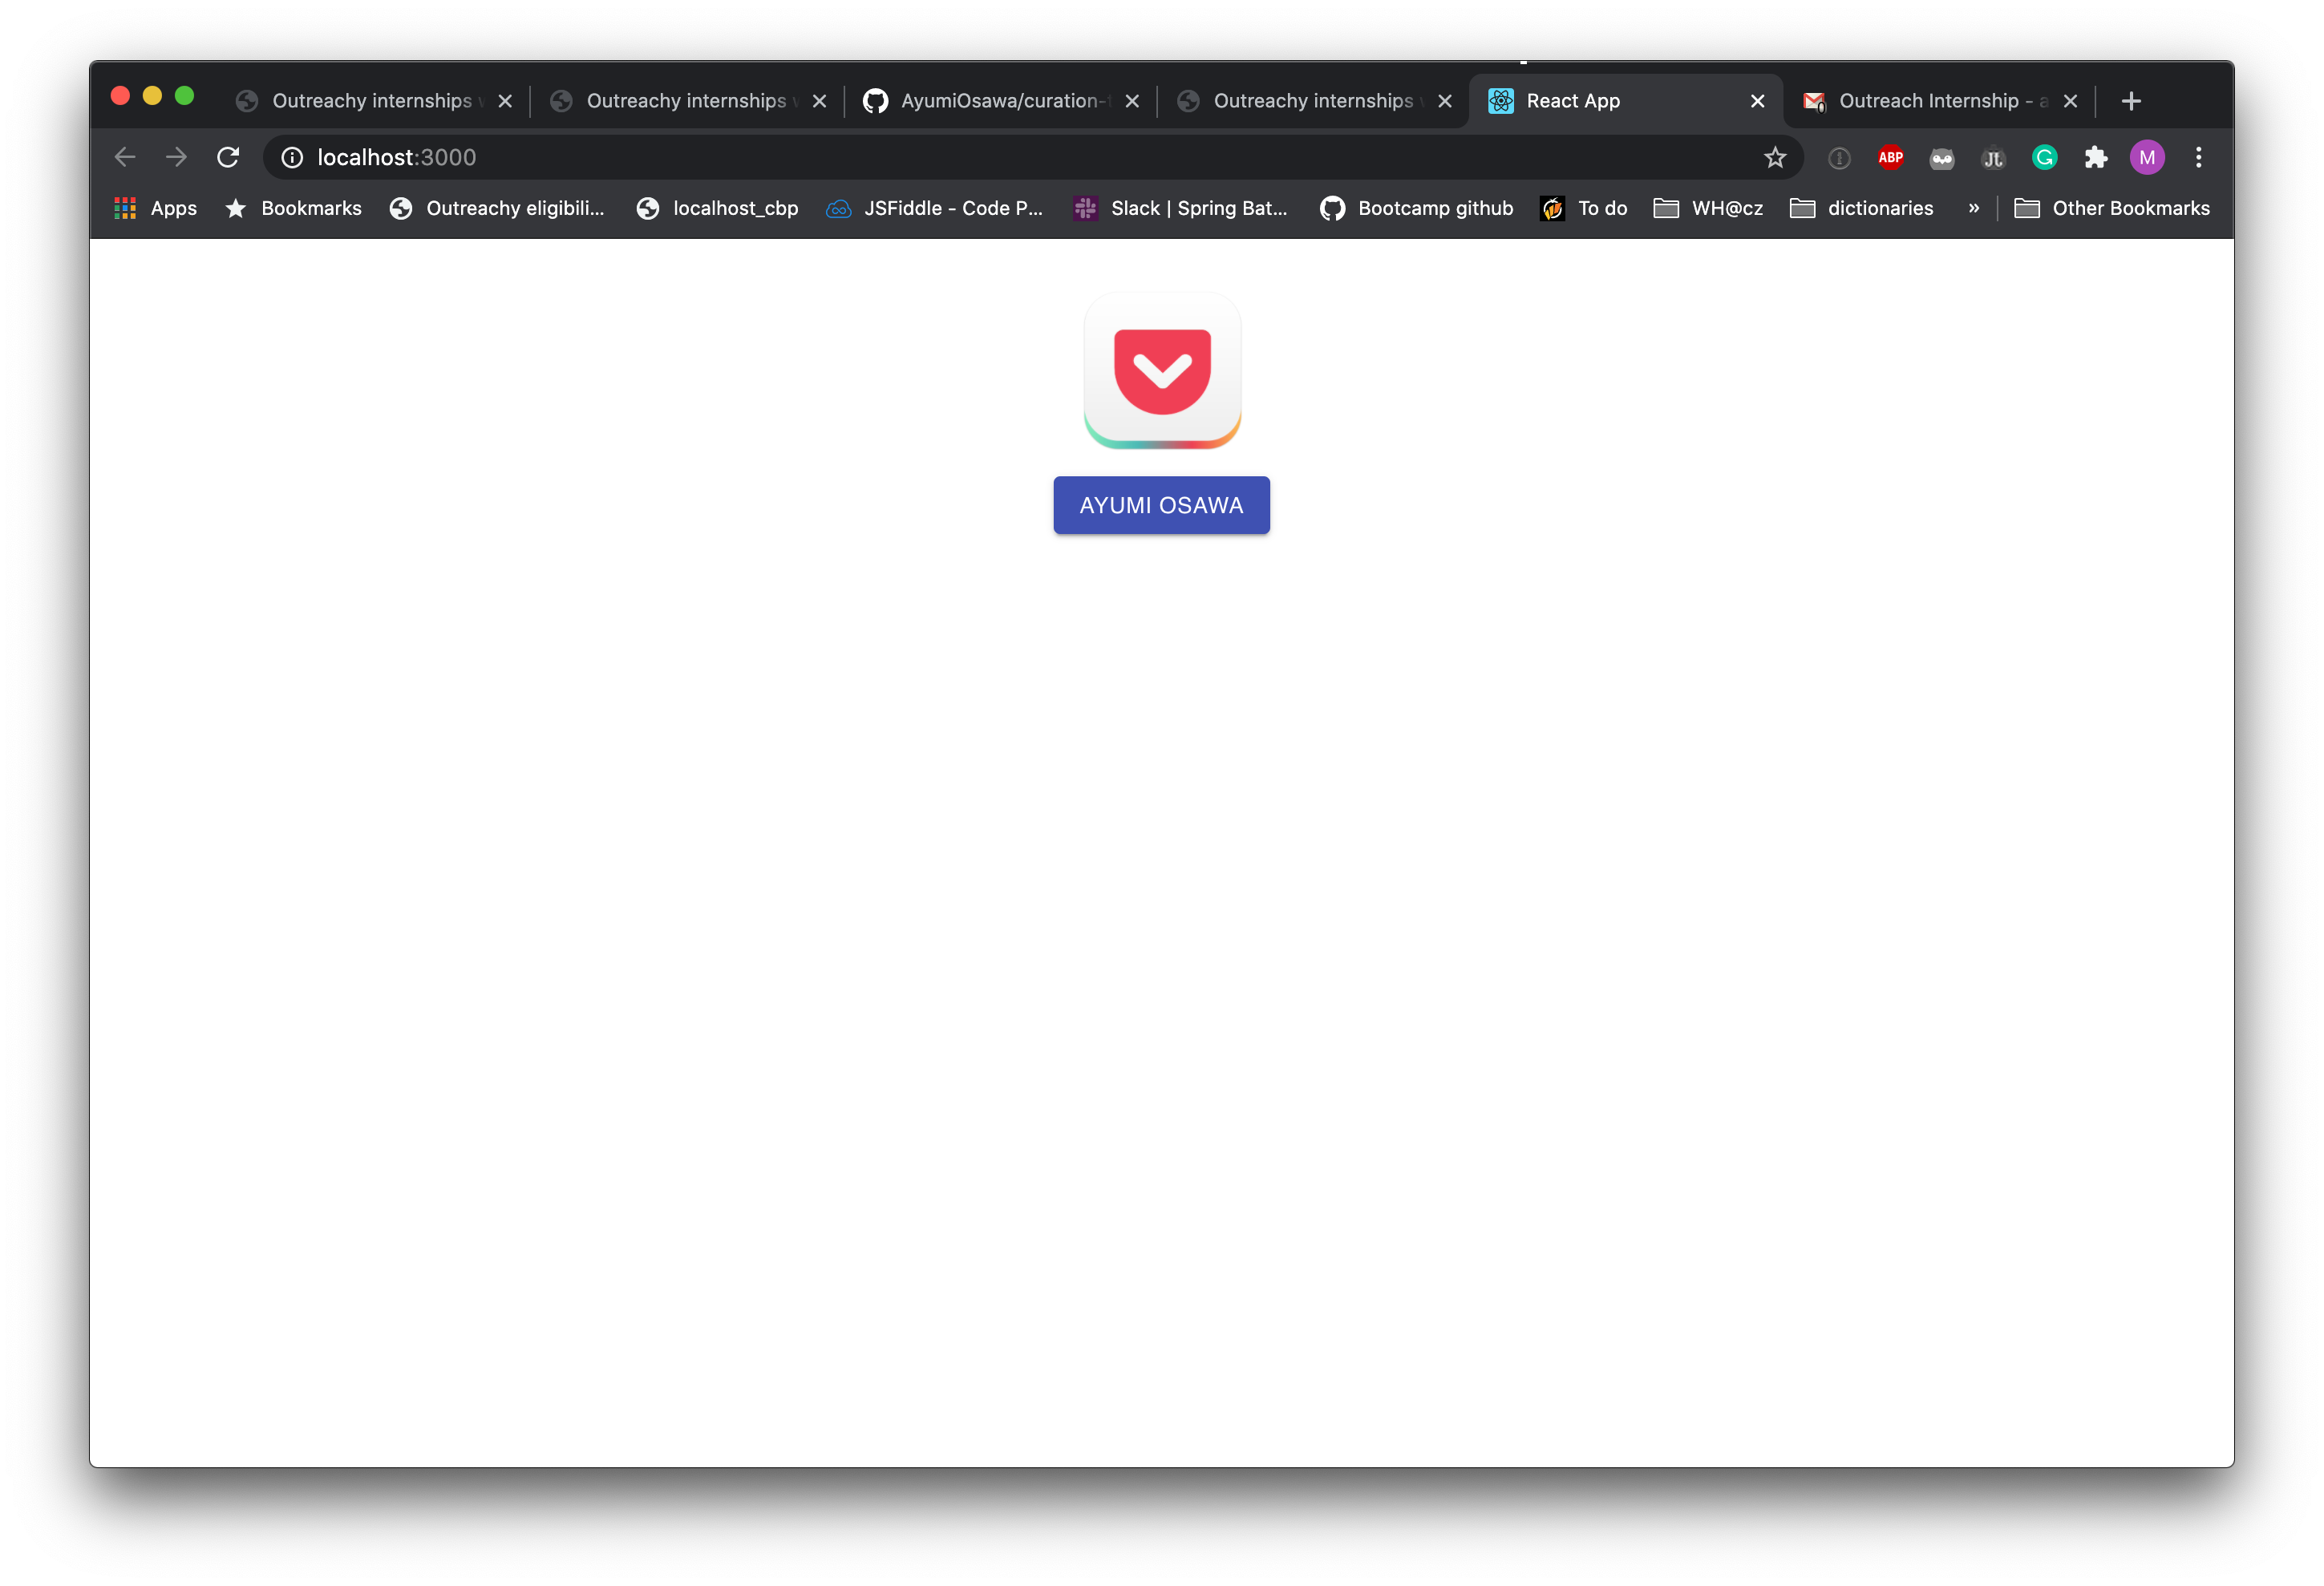 Outreachy internships
Outreachy internships
AyumiOsawa/curation-
Outreachy internships
React App
Outreach Internship - a
localhost:3000
ABP
Jt
G
M
Apps
Bookmarks
Outreachy eligibili...
localhost_cbp
JSFiddle - Code P...
Slack | Spring Bat...
Bootcamp github
To do
WH@cz
dictionaries
»
Other Bookmarks
AYUMI OSAWA